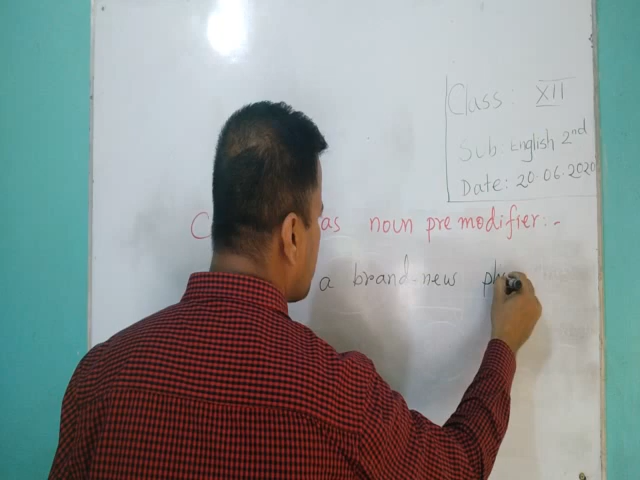 Class: XII
Sub: English 2nd
Date: 20.06.2020
as noun premodifier:-
a brand-new